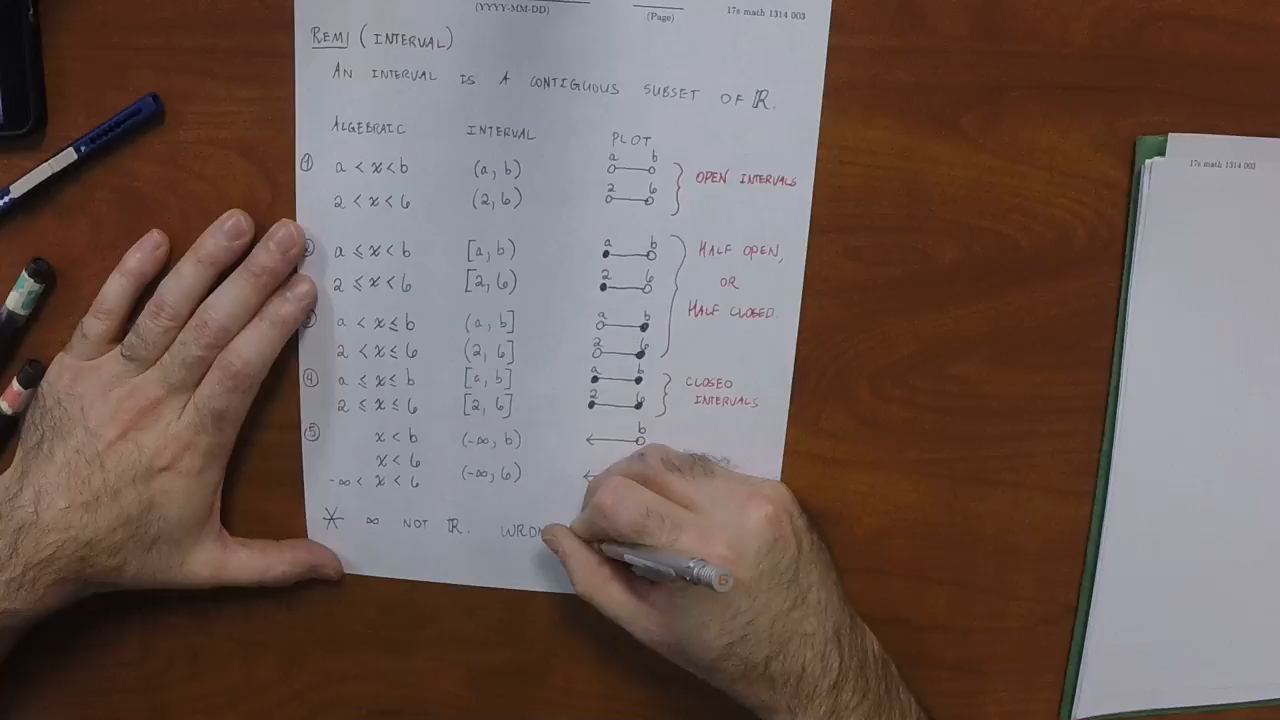 (YYYY-MM-DD) (Page) 17s math 1314 003
REM (INTERVAL)
AN INTERVAL IS A CONTIGUOUS SUBSET OF ℝ.
ALGEBRAIC INTERVAL PLOT
① a < x < b (a, b) a b OPEN INTERVALS
2 < x < 6 (2, 6) 2 6
a ≤ x < b [a, b) a b HALF OPEN,
2 ≤ x < 6 [2, 6) 2 6 OR
a < x ≤ b (a, b] a b HALF CLOSED
2 < x ≤ 6 (2, 6] 2 6
④ a ≤ x ≤ b [a, b] a b CLOSED
2 ≤ x ≤ 6 [2, 6] 2 6 INTERVALS
⑤ x < b (-∞, b) b
x < 6 (-∞, 6)
-∞ < x < 6
* ∞ NOT ℝ. WRON
17s math 1314 003